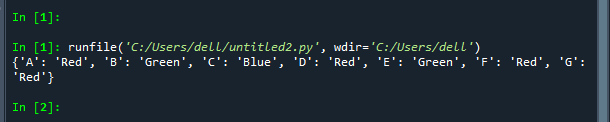 In [1]:
In [1]: runfile('C:/Users/dell/untitled2.py', wdir='C:/Users/dell')
{'A': 'Red', 'B': 'Green', 'C': 'Blue', 'D': 'Red', 'E': 'Green', 'F': 'Red', 'G':
'Red'}
In [2]: